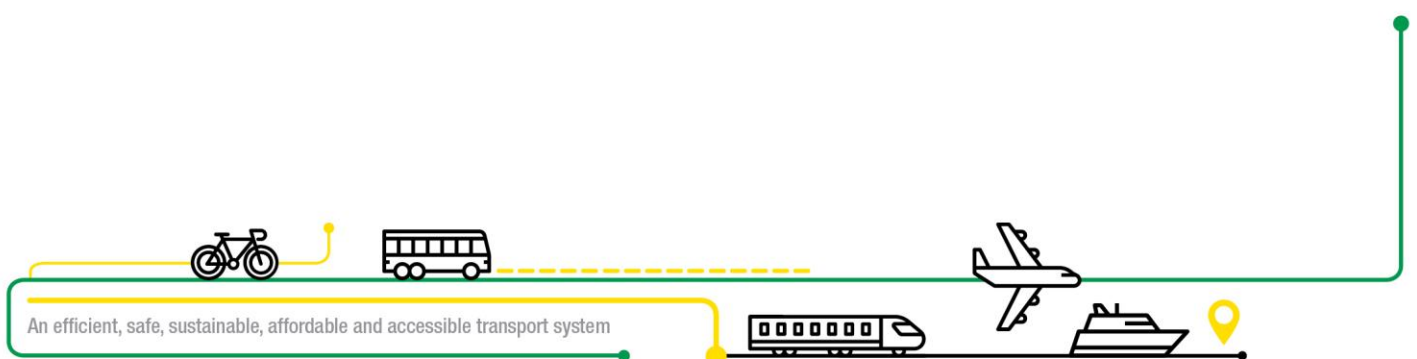 An efficient, safe, sustainable, affordable and accessible transport system